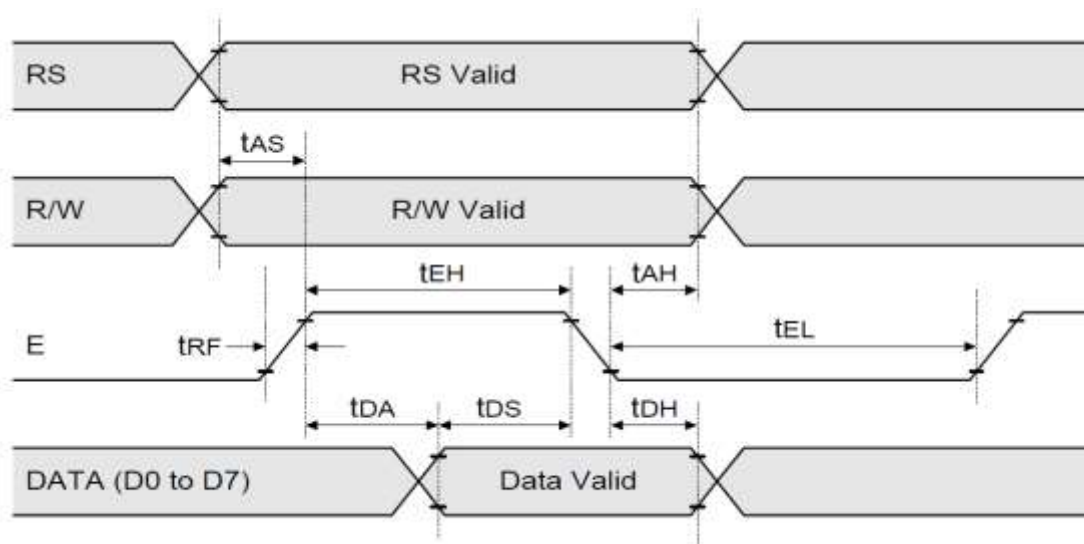 RS RS Valid
tAS
R/W R/W Valid
tEH tAH
E tRF tEL
tDA tDS tDH
DATA (D0 to D7) Data Valid